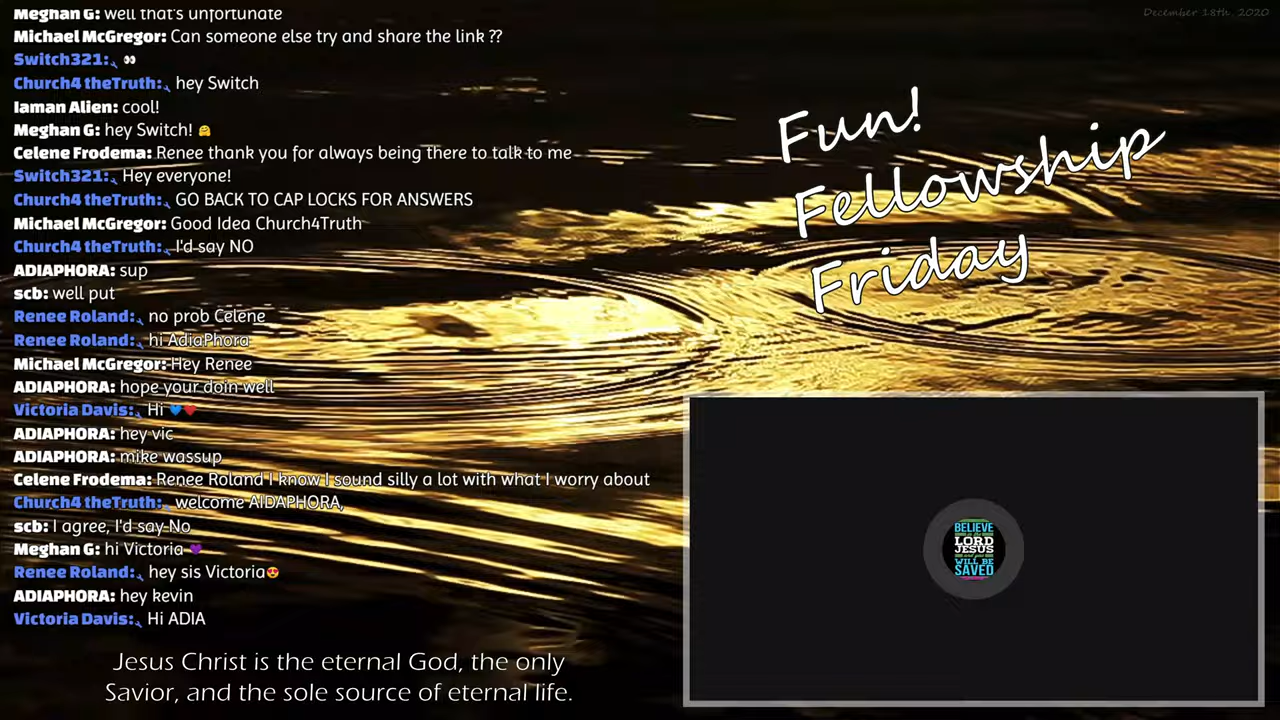 Meghan G: well that's unfortunate
Michael McGregor: Can someone else try and share the link ??
Switch321: 👀
Church4 theTruth: hey Switch
Iaman Alien: cool!
Meghan G: hey Switch! 🤗
Celene Frodema: Renee thank you for always being there to talk to me
Switch321: Hey everyone!
Church4 theTruth: GO BACK TO CAP LOCKS FOR ANSWERS
Michael McGregor: Good Idea Church4Truth
Church4 theTruth: I'd say NO
ADIAPHORA: sup
scb: well put
Renee Roland: no prob Celene
Renee Roland: hi AdiaPhora
Michael McGregor: Hey Renee
ADIAPHORA: hope your doin well
Victoria Davis: Hi 💙❤️
ADIAPHORA: hey vic
ADIAPHORA: mike wassup
Celene Frodema: Renee Roland I know I sound silly a lot with what I worry about
Church4 theTruth: welcome AIDAPHORA,
scb: I agree, I'd say No
Meghan G: hi Victoria 💜
Renee Roland: hey sis Victoria😍
ADIAPHORA: hey kevin
Victoria Davis: Hi ADIA
Jesus Christ is the eternal God, the only
Savior, and the sole source of eternal life.
December 18th, 2020
Fun!
Fellowship
Friday
BELIEVE
LORD
JESUS
WILL BE
SAVED